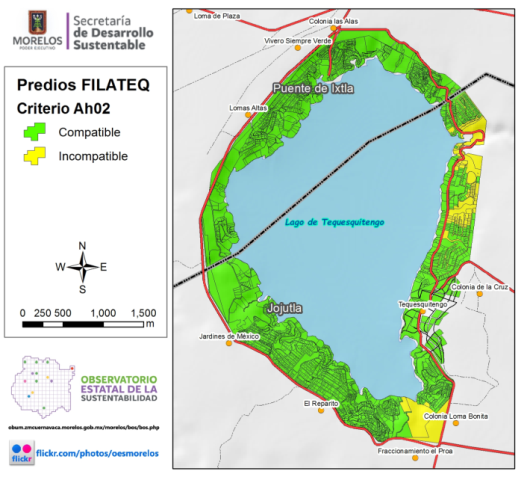 MORELOS
PODER EJECUTIVO
Secretaría
de Desarrollo
Sustentable
Predios FILATEQ
Criterio Ah02
Compatible
Incompatible
N
W E
S
0 250 500 1,000 1,500
m
OBSERVATORIO
ESTATAL DE LA
SUSTENTABILIDAD
flickr
flickr.com/photos/oesmorelos
Loma de Plaza
Colonia las Alas
Vivero Siempre Verde
Puente de Ixtla
Lomas Altas
Lago de Tequesquitengo
Colonia de la Cruz
Tequesquitengo
Jojutla
Jardines de México
El Reparito
Colonia Loma Bonita
Fraccionamiento el Proa